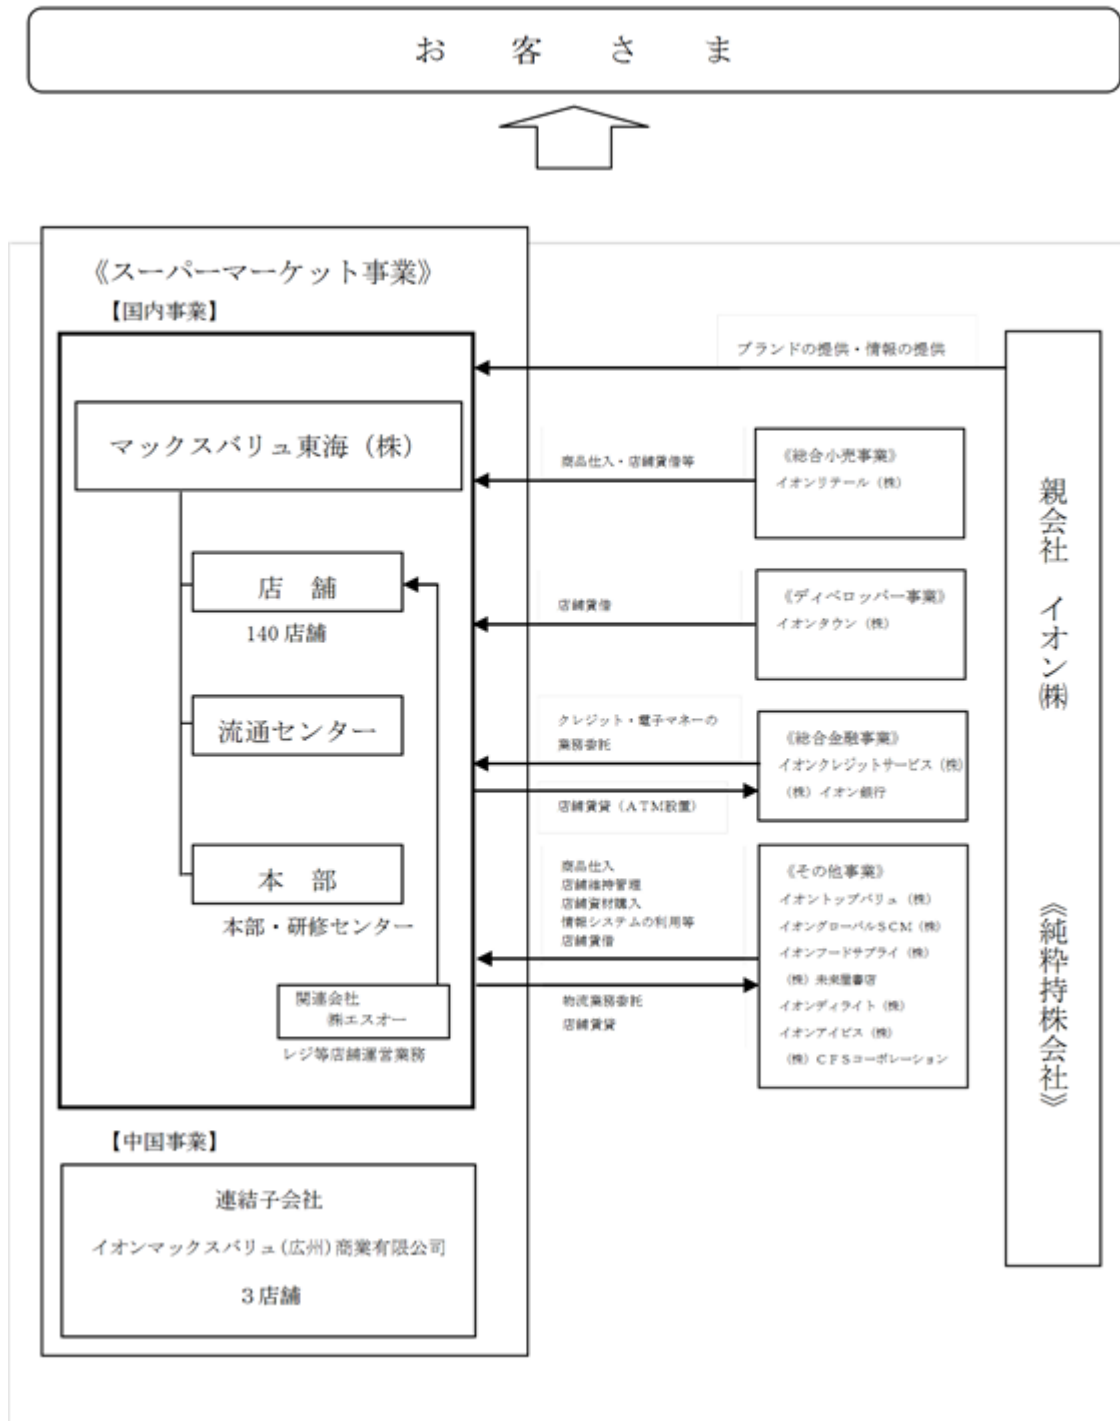 お 客 さ ま
《スーパーマーケット事業》
【国内事業】
マックスバリュ東海（株）
店 舗
140 店舗
流通センター
本 部
本部・研修センター
関連会社
㈱エスオー
レジ等店舗運営業務
【中国事業】
連結子会社
イオンマックスバリュ(広州)商業有限公司
3 店舗
ブランドの提供・情報の提供
商品仕入・店舗賃借等
店舗賃借
クレジット・電子マネーの
業務委託
店舗賃貸（ＡＴＭ設置）
商品仕入
店舗維持管理
店舗資材購入
情報システムの利用等
店舗賃借
物流業務委託
店舗賃貸
《総合小売事業》
イオンリテール（株）
《ディベロッパー事業》
イオンタウン（株）
《総合金融事業》
イオンクレジットサービス（株）
（株）イオン銀行
《その他事業》
イオントップバリュ（株）
イオングローバルＳＣＭ（株）
イオンフードサプライ（株）
（株）未来屋書店
イオンディライト（株）
イオンアイビス（株）
（株）ＣＦＳコーポレーション
親会社 イオン㈱ 《純粋持株会社》